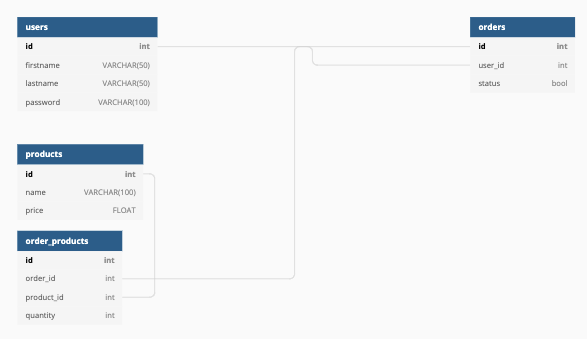 users
id int
firstname VARCHAR(50)
lastname VARCHAR(50)
password VARCHAR(100)
orders
id int
user_id int
status bool
products
id int
name VARCHAR(100)
price FLOAT
order_products
id int
order_id int
product_id int
quantity int